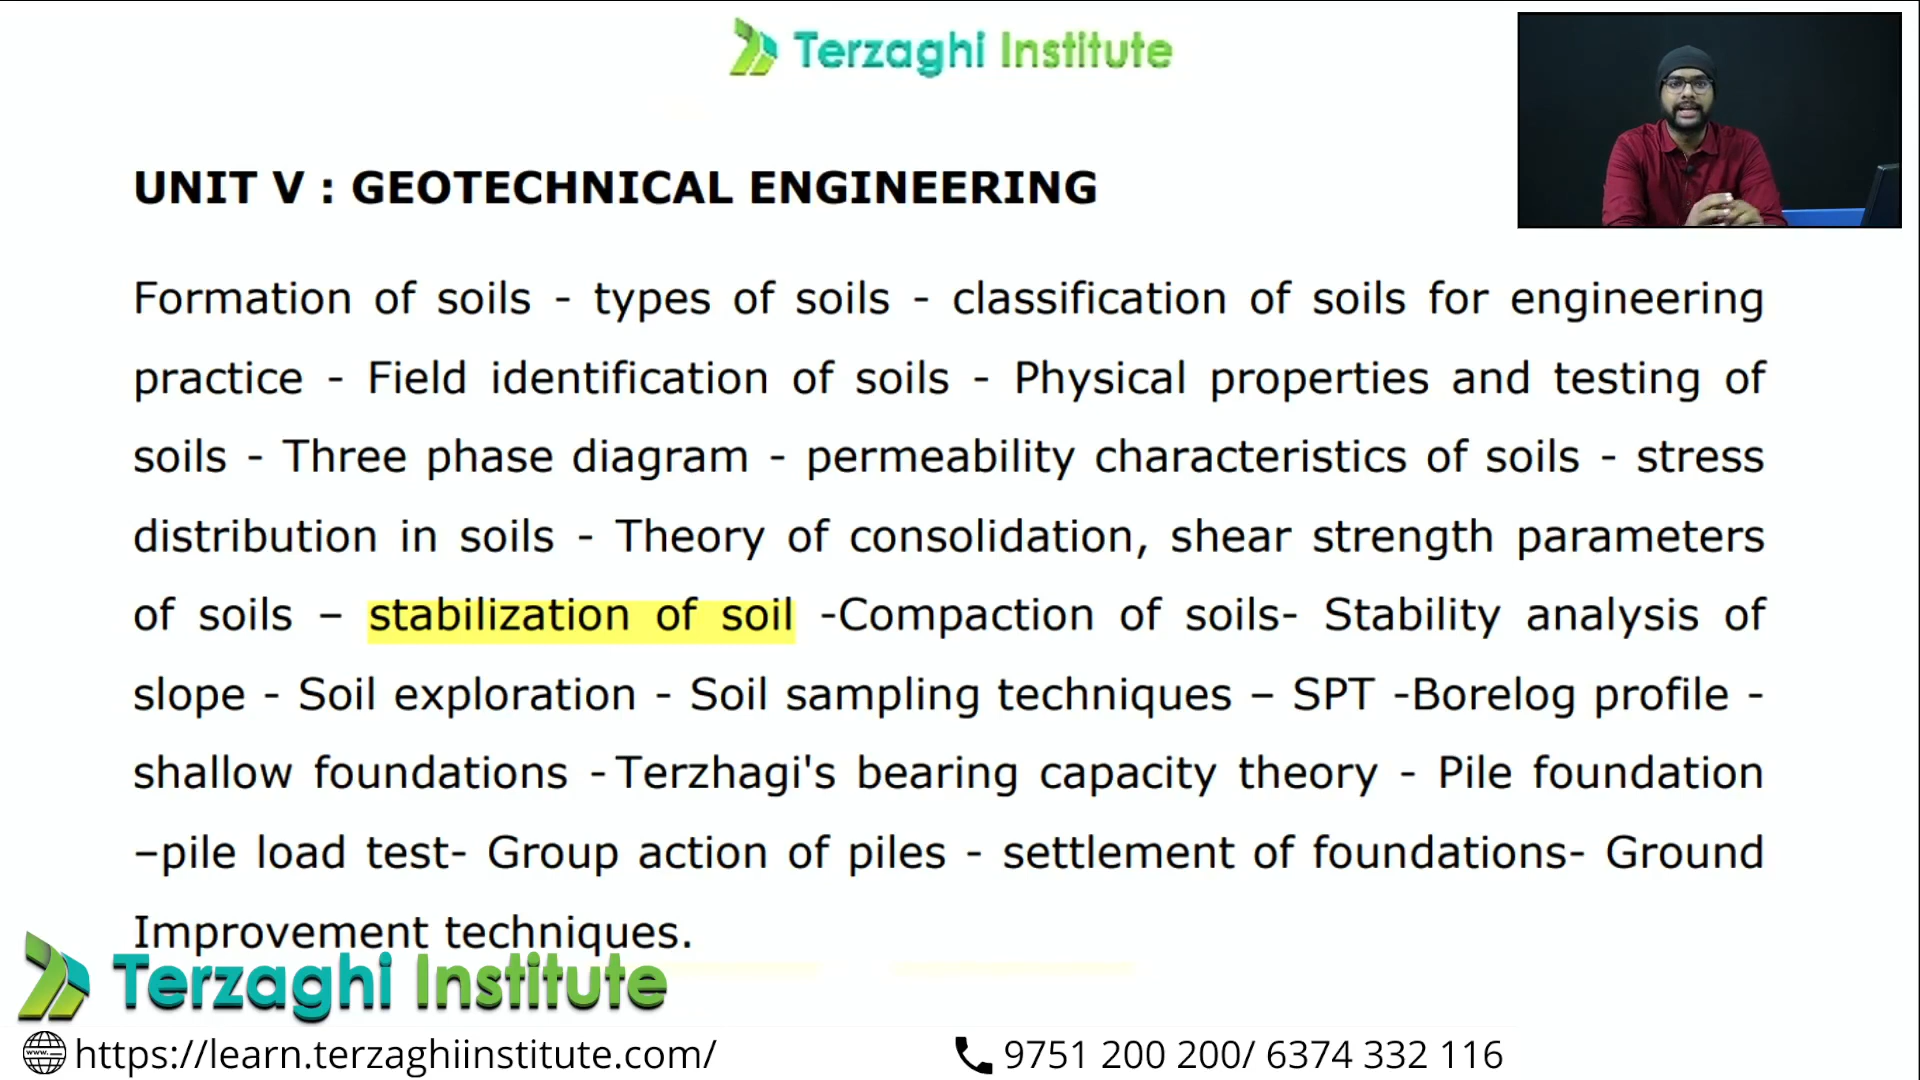 Terzaghi Institute
UNIT V : GEOTECHNICAL ENGINEERING
Formation of soils - types of soils - classification of soils for engineering
practice - Field identification of soils - Physical properties and testing of
soils - Three phase diagram - permeability characteristics of soils - stress
distribution in soils - Theory of consolidation, shear strength parameters
of soils – stabilization of soil -Compaction of soils- Stability analysis of
slope - Soil exploration - Soil sampling techniques – SPT -Borelog profile -
shallow foundations - Terzhagi's bearing capacity theory - Pile foundation
–pile load test- Group action of piles - settlement of foundations- Ground
Improvement techniques.
Terzaghi Institute
www. https://learn.terzaghiinstitute.com/ 9751 200 200/ 6374 332 116